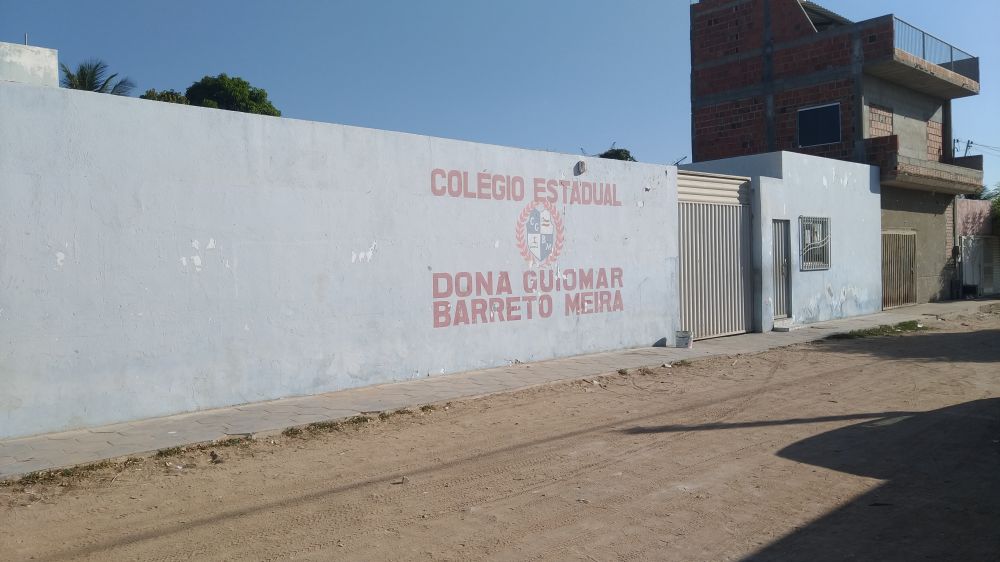 COLÉGIO ESTADUAL
DONA GUIOMAR
BARRETO MEIRA